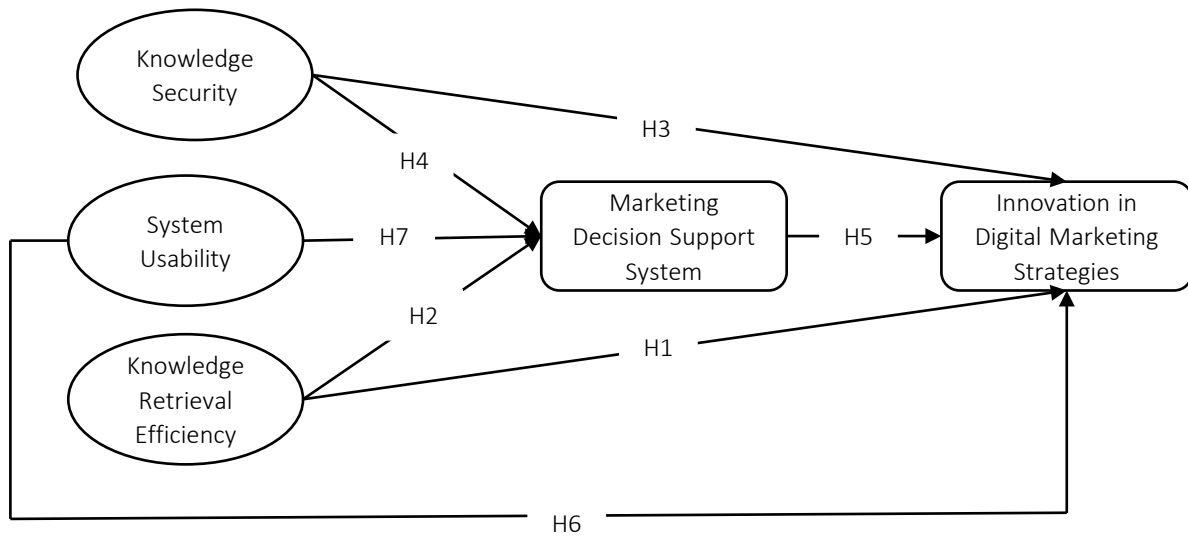 Knowledge
Security
H3
H4
System
Usability
H7
Marketing
Decision Support
System
H5
Innovation in
Digital Marketing
Strategies
H2
H1
Knowledge
Retrieval
Efficiency
H6